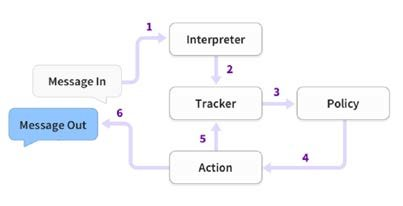 1
Interpreter
2
Message In
Tracker
3
Policy
6
Message Out
5
Action
4